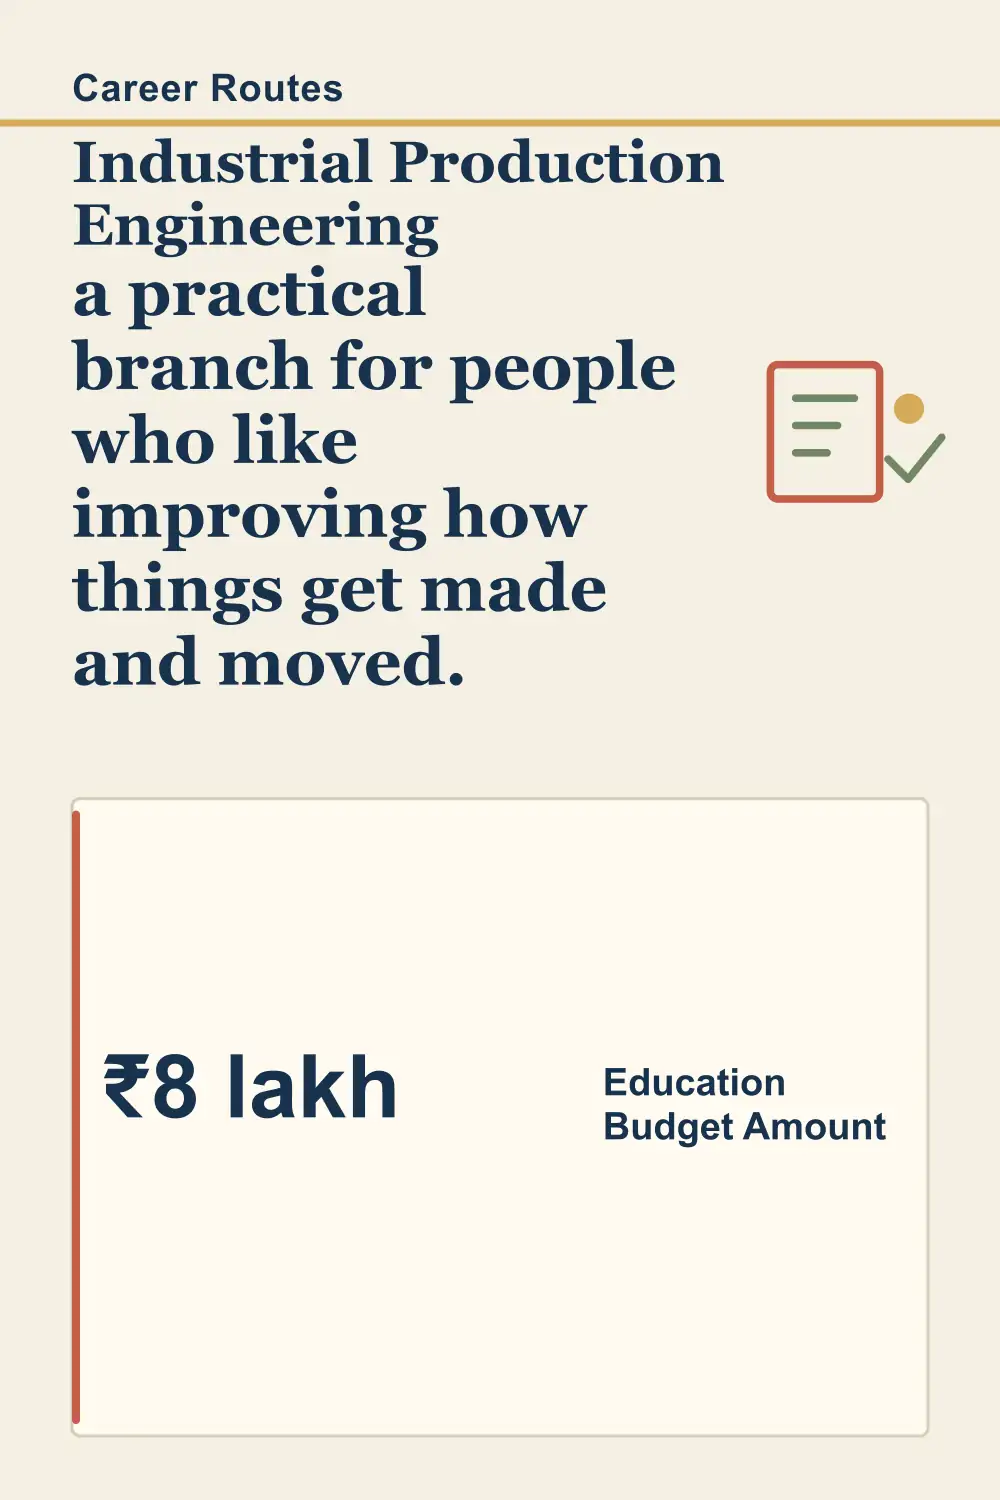 Career Routes
Industrial Production
Engineering
a practical
branch for people
who like
improving how
things get made
and moved.
₹8 lakh
Education
Budget Amount